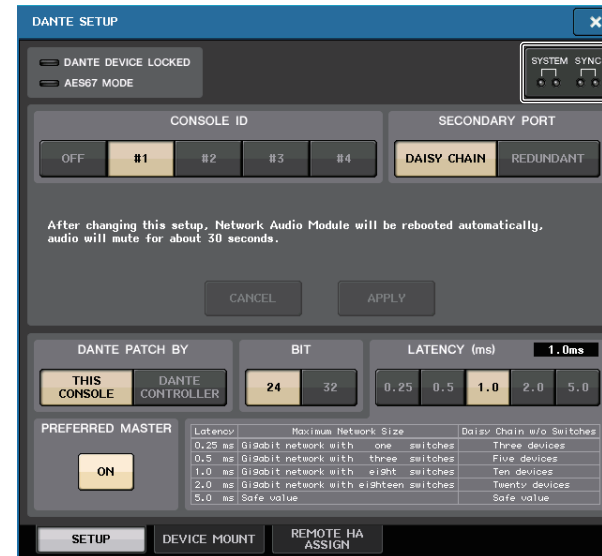 DANTE SETUP
DANTE DEVICE LOCKED
AES67 MODE
SYSTEM SYNC
CONSOLE ID
OFF #1 #2 #3 #4
SECONDARY PORT
DAISY CHAIN REDUNDANT
After changing this setup, Network Audio Module will be rebooted automatically,
audio will mute for about 30 seconds.
CANCEL APPLY
DANTE PATCH BY
THIS CONSOLE DANTE CONTROLLER
BIT
24 32
LATENCY (ms) 1.0ms
0.25 0.5 1.0 2.0 5.0
PREFERRED MASTER
ON
Latency Maximum Network Size Daisy Chain w/o Switches
0.25 ms Gigabit network with one switches Three devices
0.5 ms Gigabit network with three switches Five devices
1.0 ms Gigabit network with eight switches Ten devices
2.0 ms Gigabit network with eighteen switches Twenty devices
5.0 ms Safe value Safe value
SETUP DEVICE MOUNT REMOTE HA ASSIGN